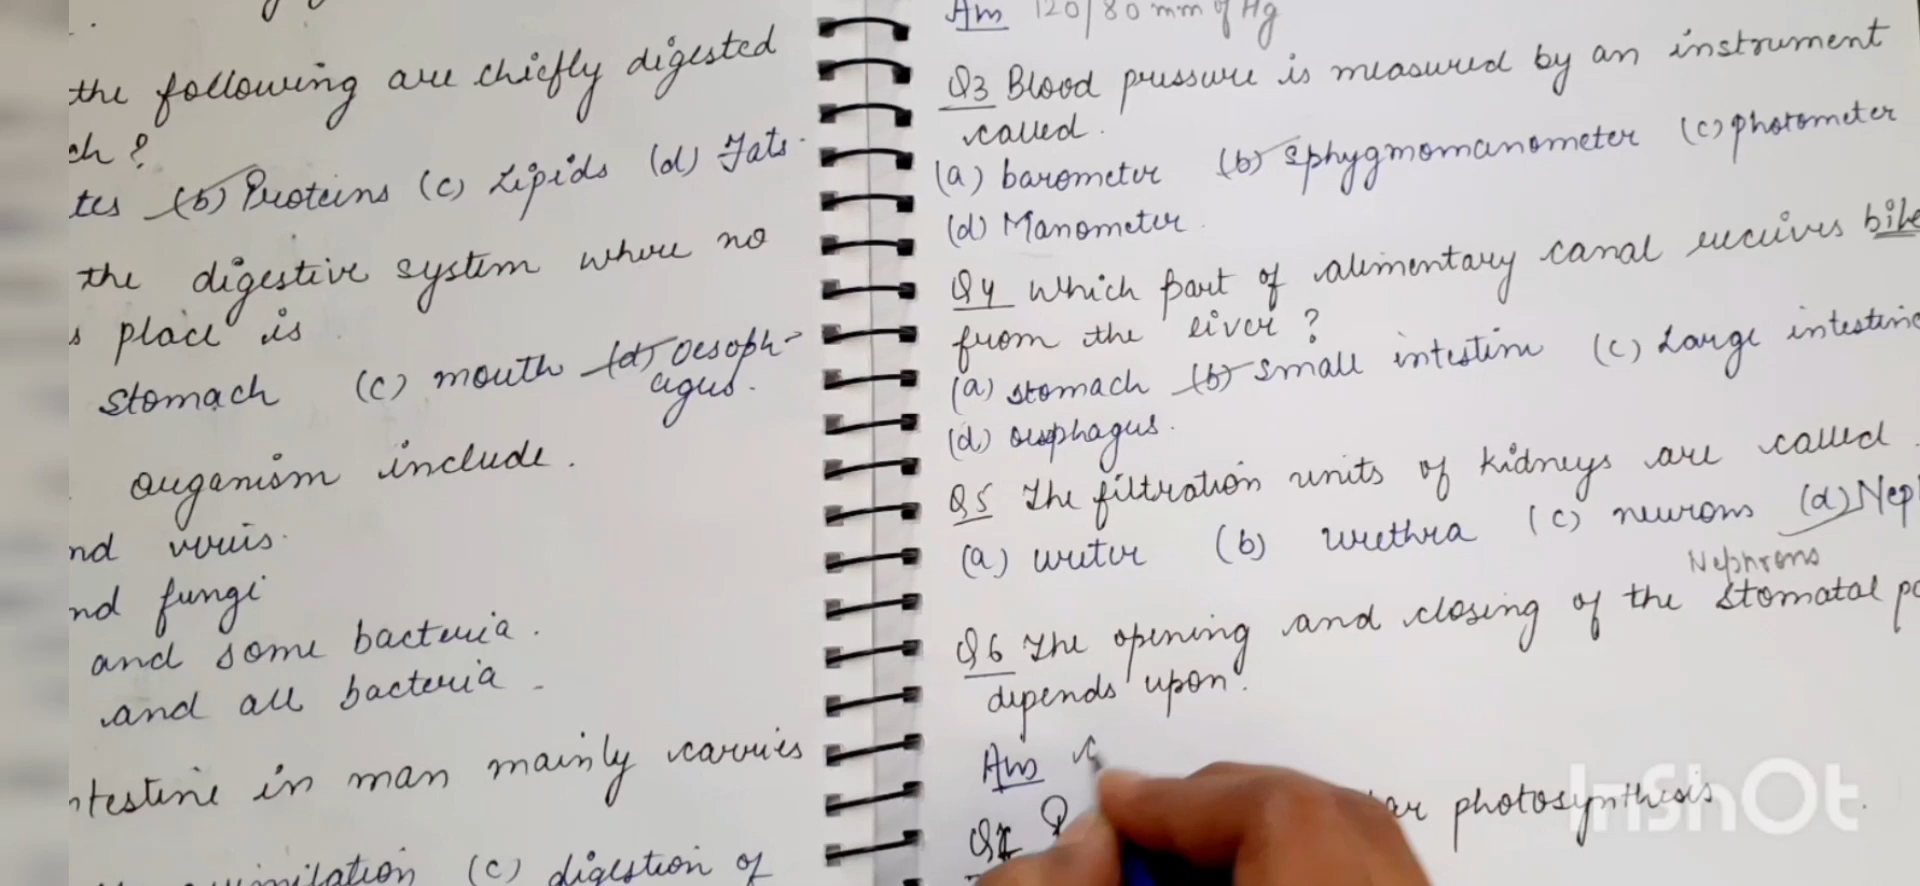 the following are chiefly digested
ch?
tes (b) Proteins (c) Lipids (d) Fats.
the digestive system where no
s place is
stomach (c) mouth (d) Oesoph-
agus.
organism include.
nd virus.
nd fungi
and some bacteria.
and all bacteria.
ntestine in man mainly carries
(c) digestion of
Ans 120/80 mm of Hg
Q3 Blood pressure is measured by an instrument
called.
(a) barometer (b) Sphygmomanometer (c) photometer
(d) Manometer.
Q4 Which part of alimentary canal receives bile
from the liver?
(a) stomach (b) small intestine (c) Large intestine
(d) oesophagus.
Q5 The filtration units of kidneys are called.
(a) ureter (b) urethra (c) neurons (d) Nep
Nephrons
Q6 The opening and closing of the stomatal po
depends upon.
Ans
photosynthesis
InShOt